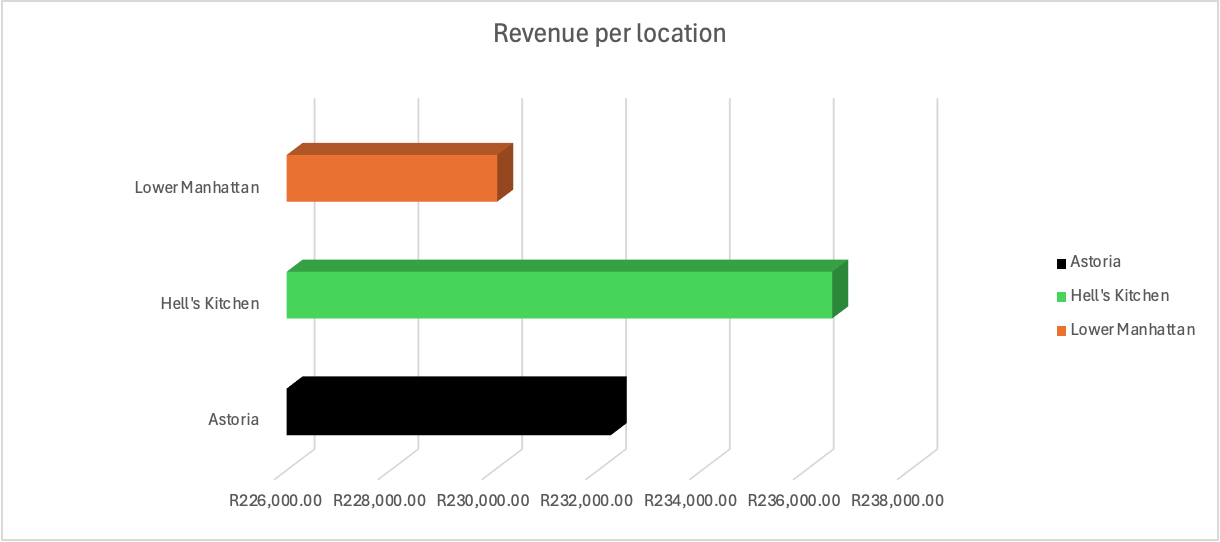 Revenue per location
Lower Manhattan
Hell's Kitchen
Astoria
R226,000.00 R228,000.00 R230,000.00 R232,000.00 R234,000.00 R236,000.00 R238,000.00
Astoria
Hell's Kitchen
Lower Manhattan